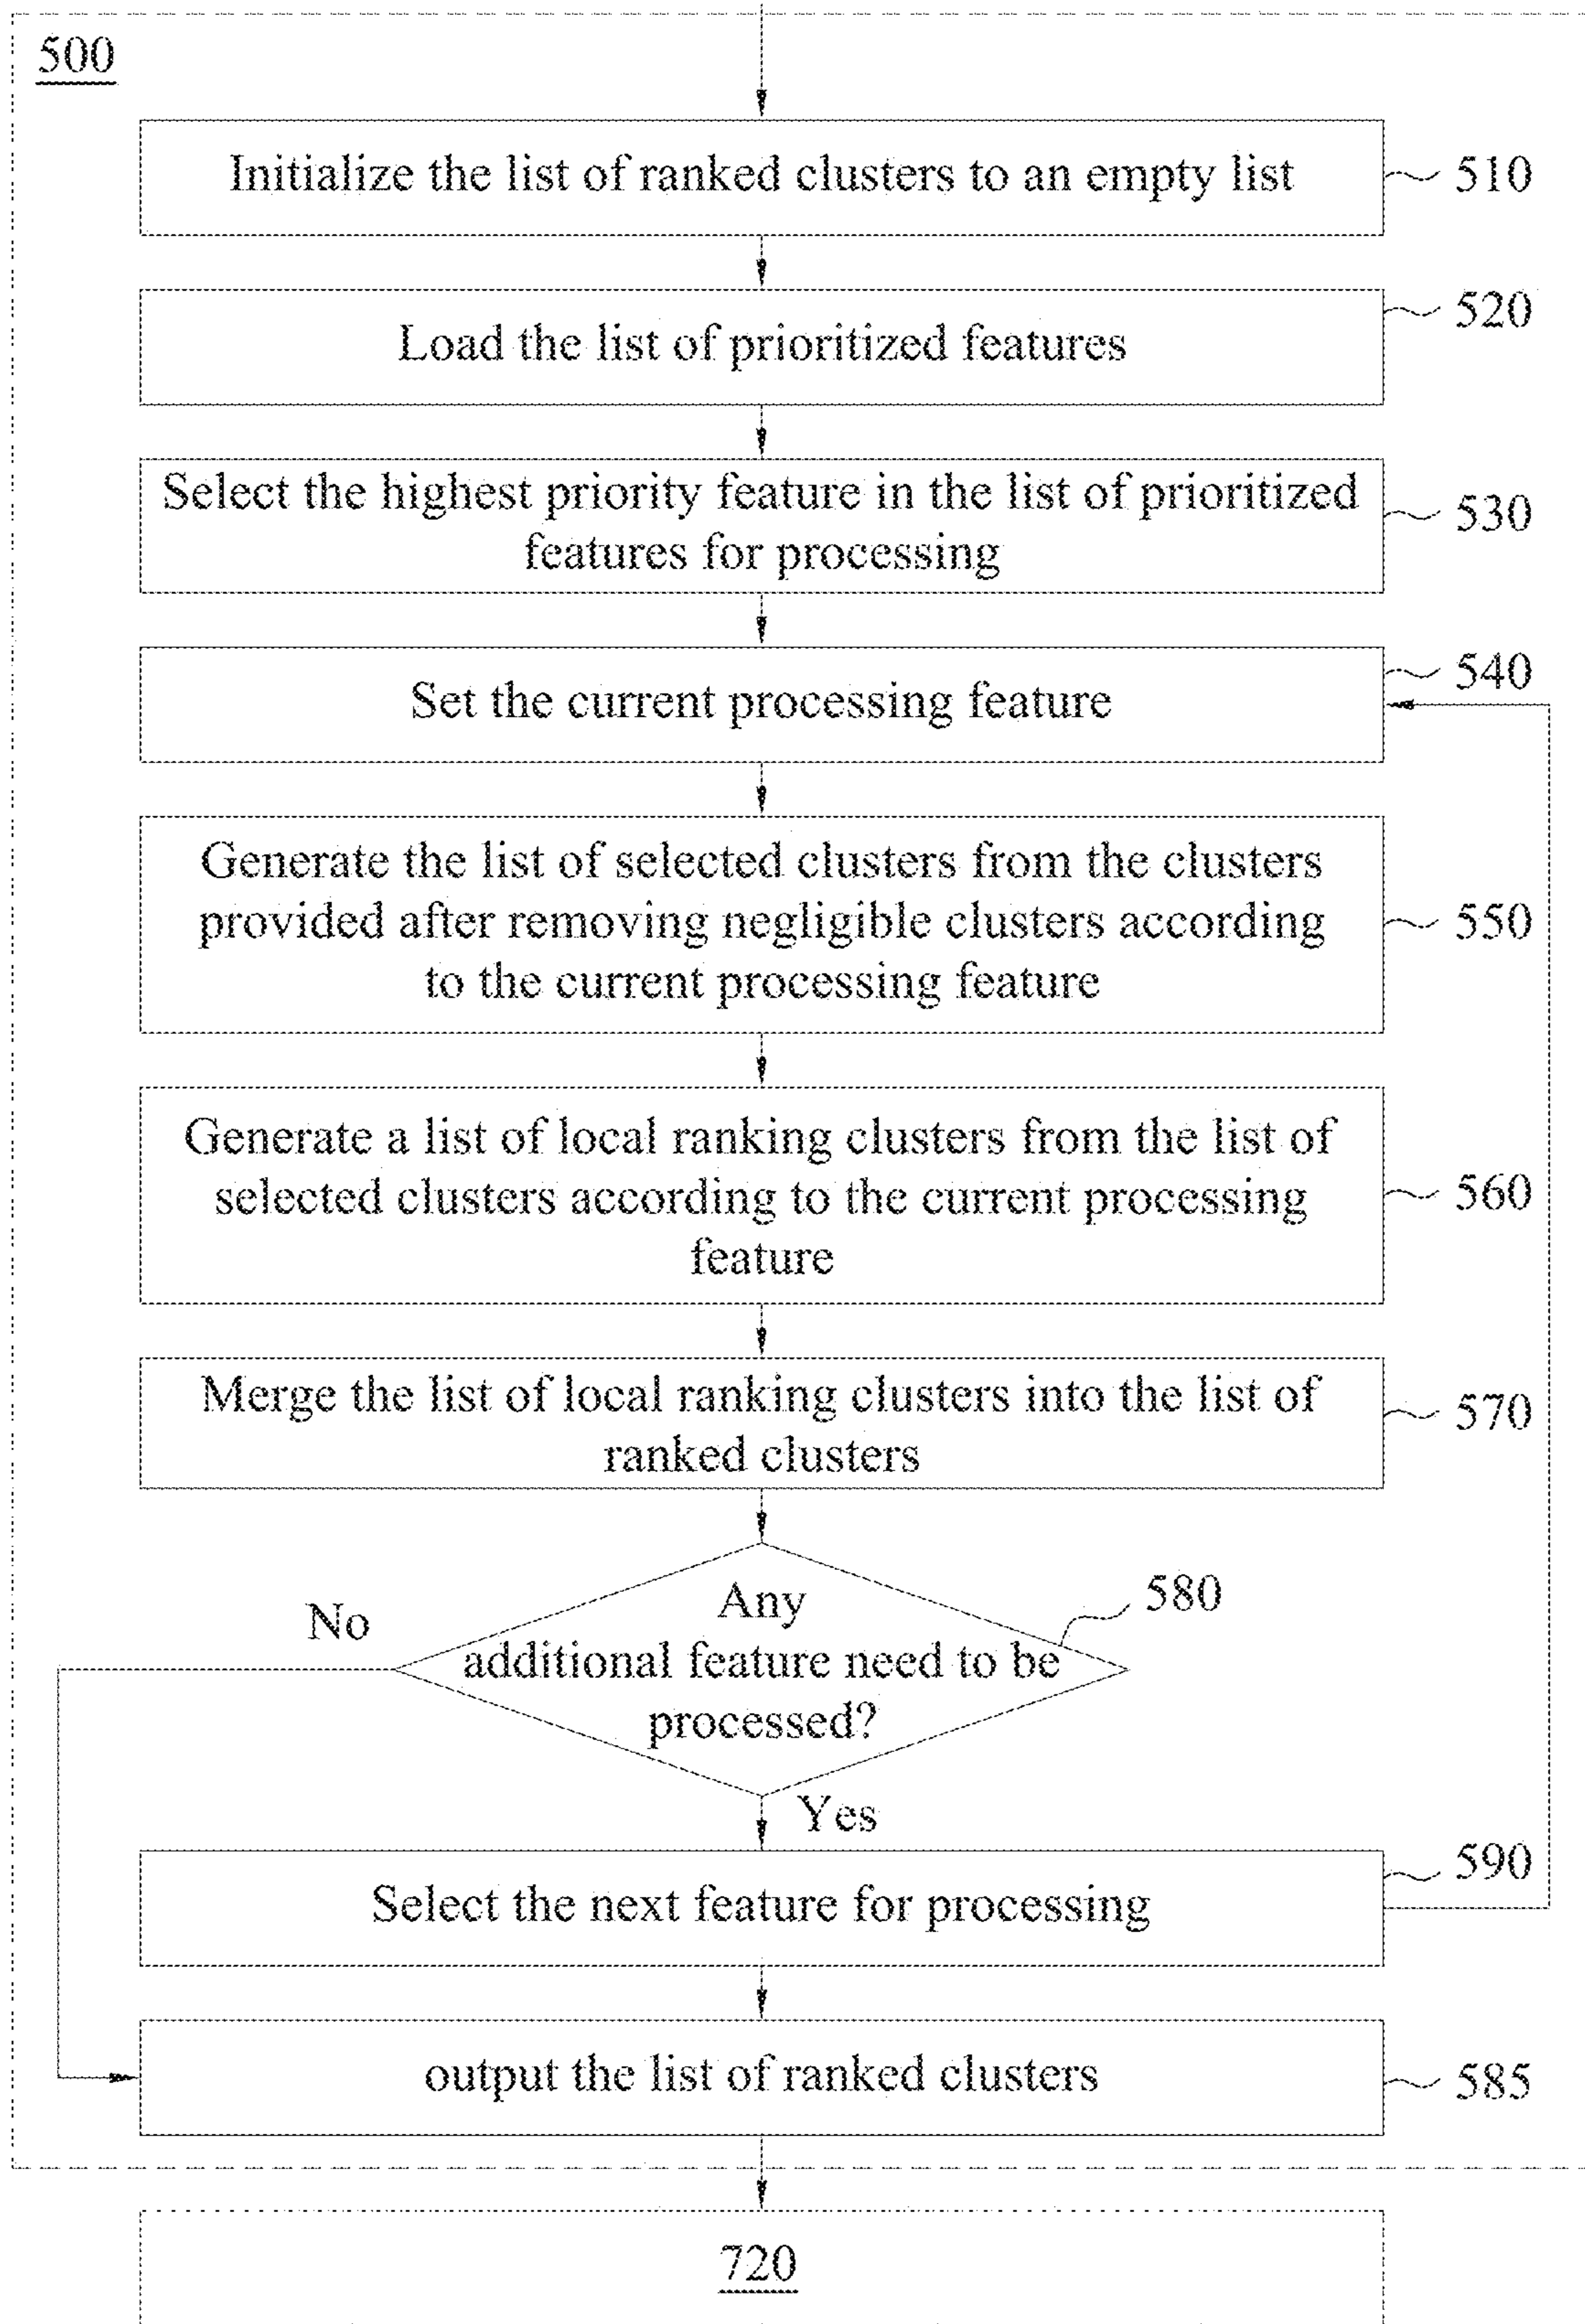 500
Initialize the list of ranked clusters to an empty list
510
Load the list of prioritized features
520
Select the highest priority feature in the list of prioritized
features for processing
530
Set the current processing feature
540
Generate the list of selected clusters from the clusters
provided after removing negligible clusters according
to the current processing feature
550
Generate a list of local ranking clusters from the list of
selected clusters according to the current processing
feature
560
Merge the list of local ranking clusters into the list of
ranked clusters
570
Any
additional feature need to be
processed?
580
No
Yes
Select the next feature for processing
590
output the list of ranked clusters
585
720